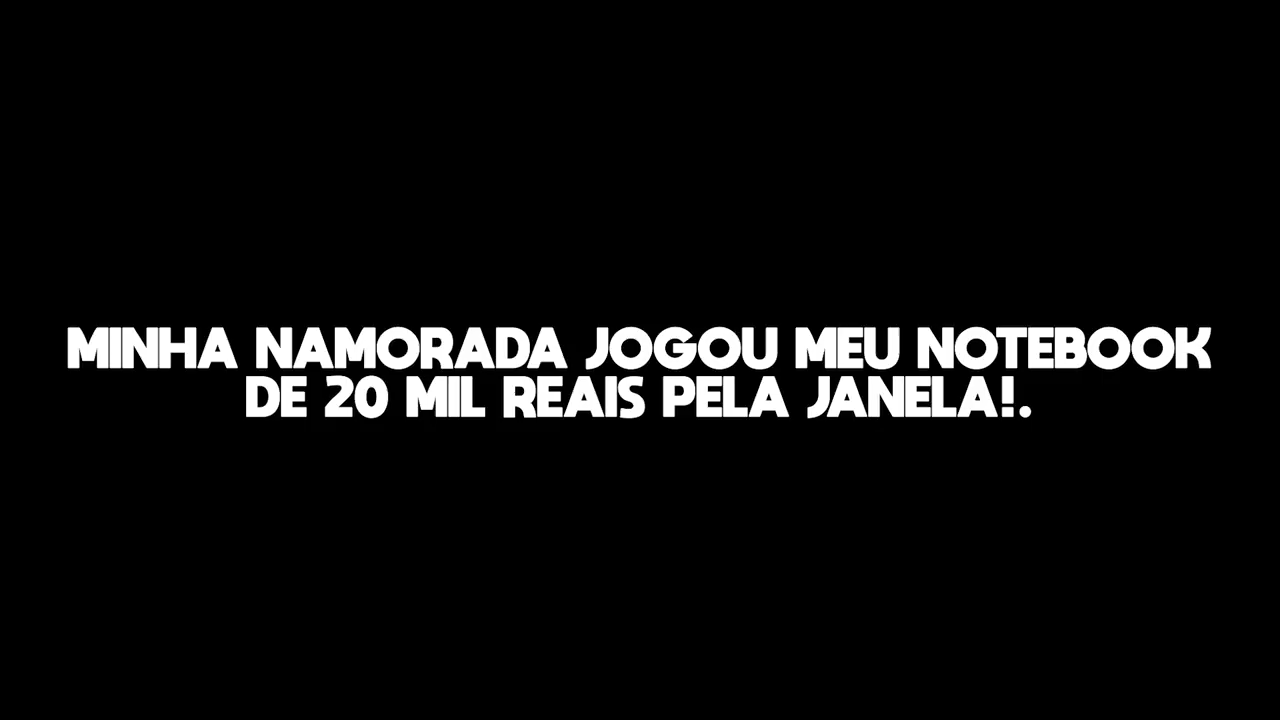 MINHA NAMORADA JOGOU MEU NOTEBOOK
DE 20 MIL REAIS PELA JANELA!.